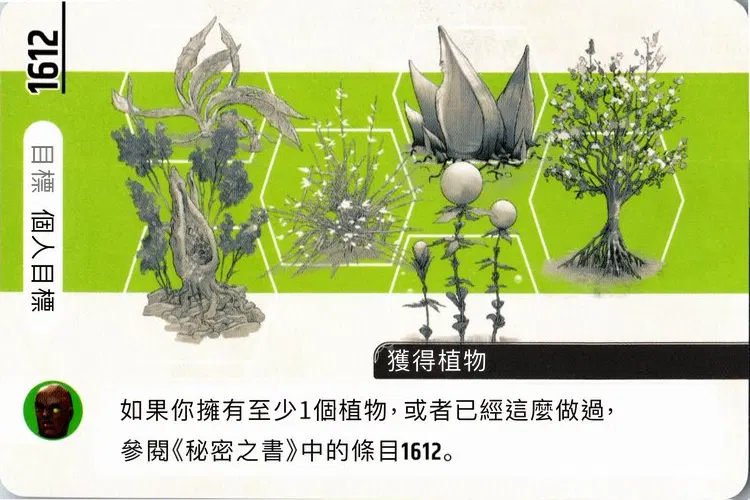 1612
目標 個人目標
獲得植物
如果你擁有至少1個植物，或者已經這麼做過，
參閱《秘密之書》中的條目1612。